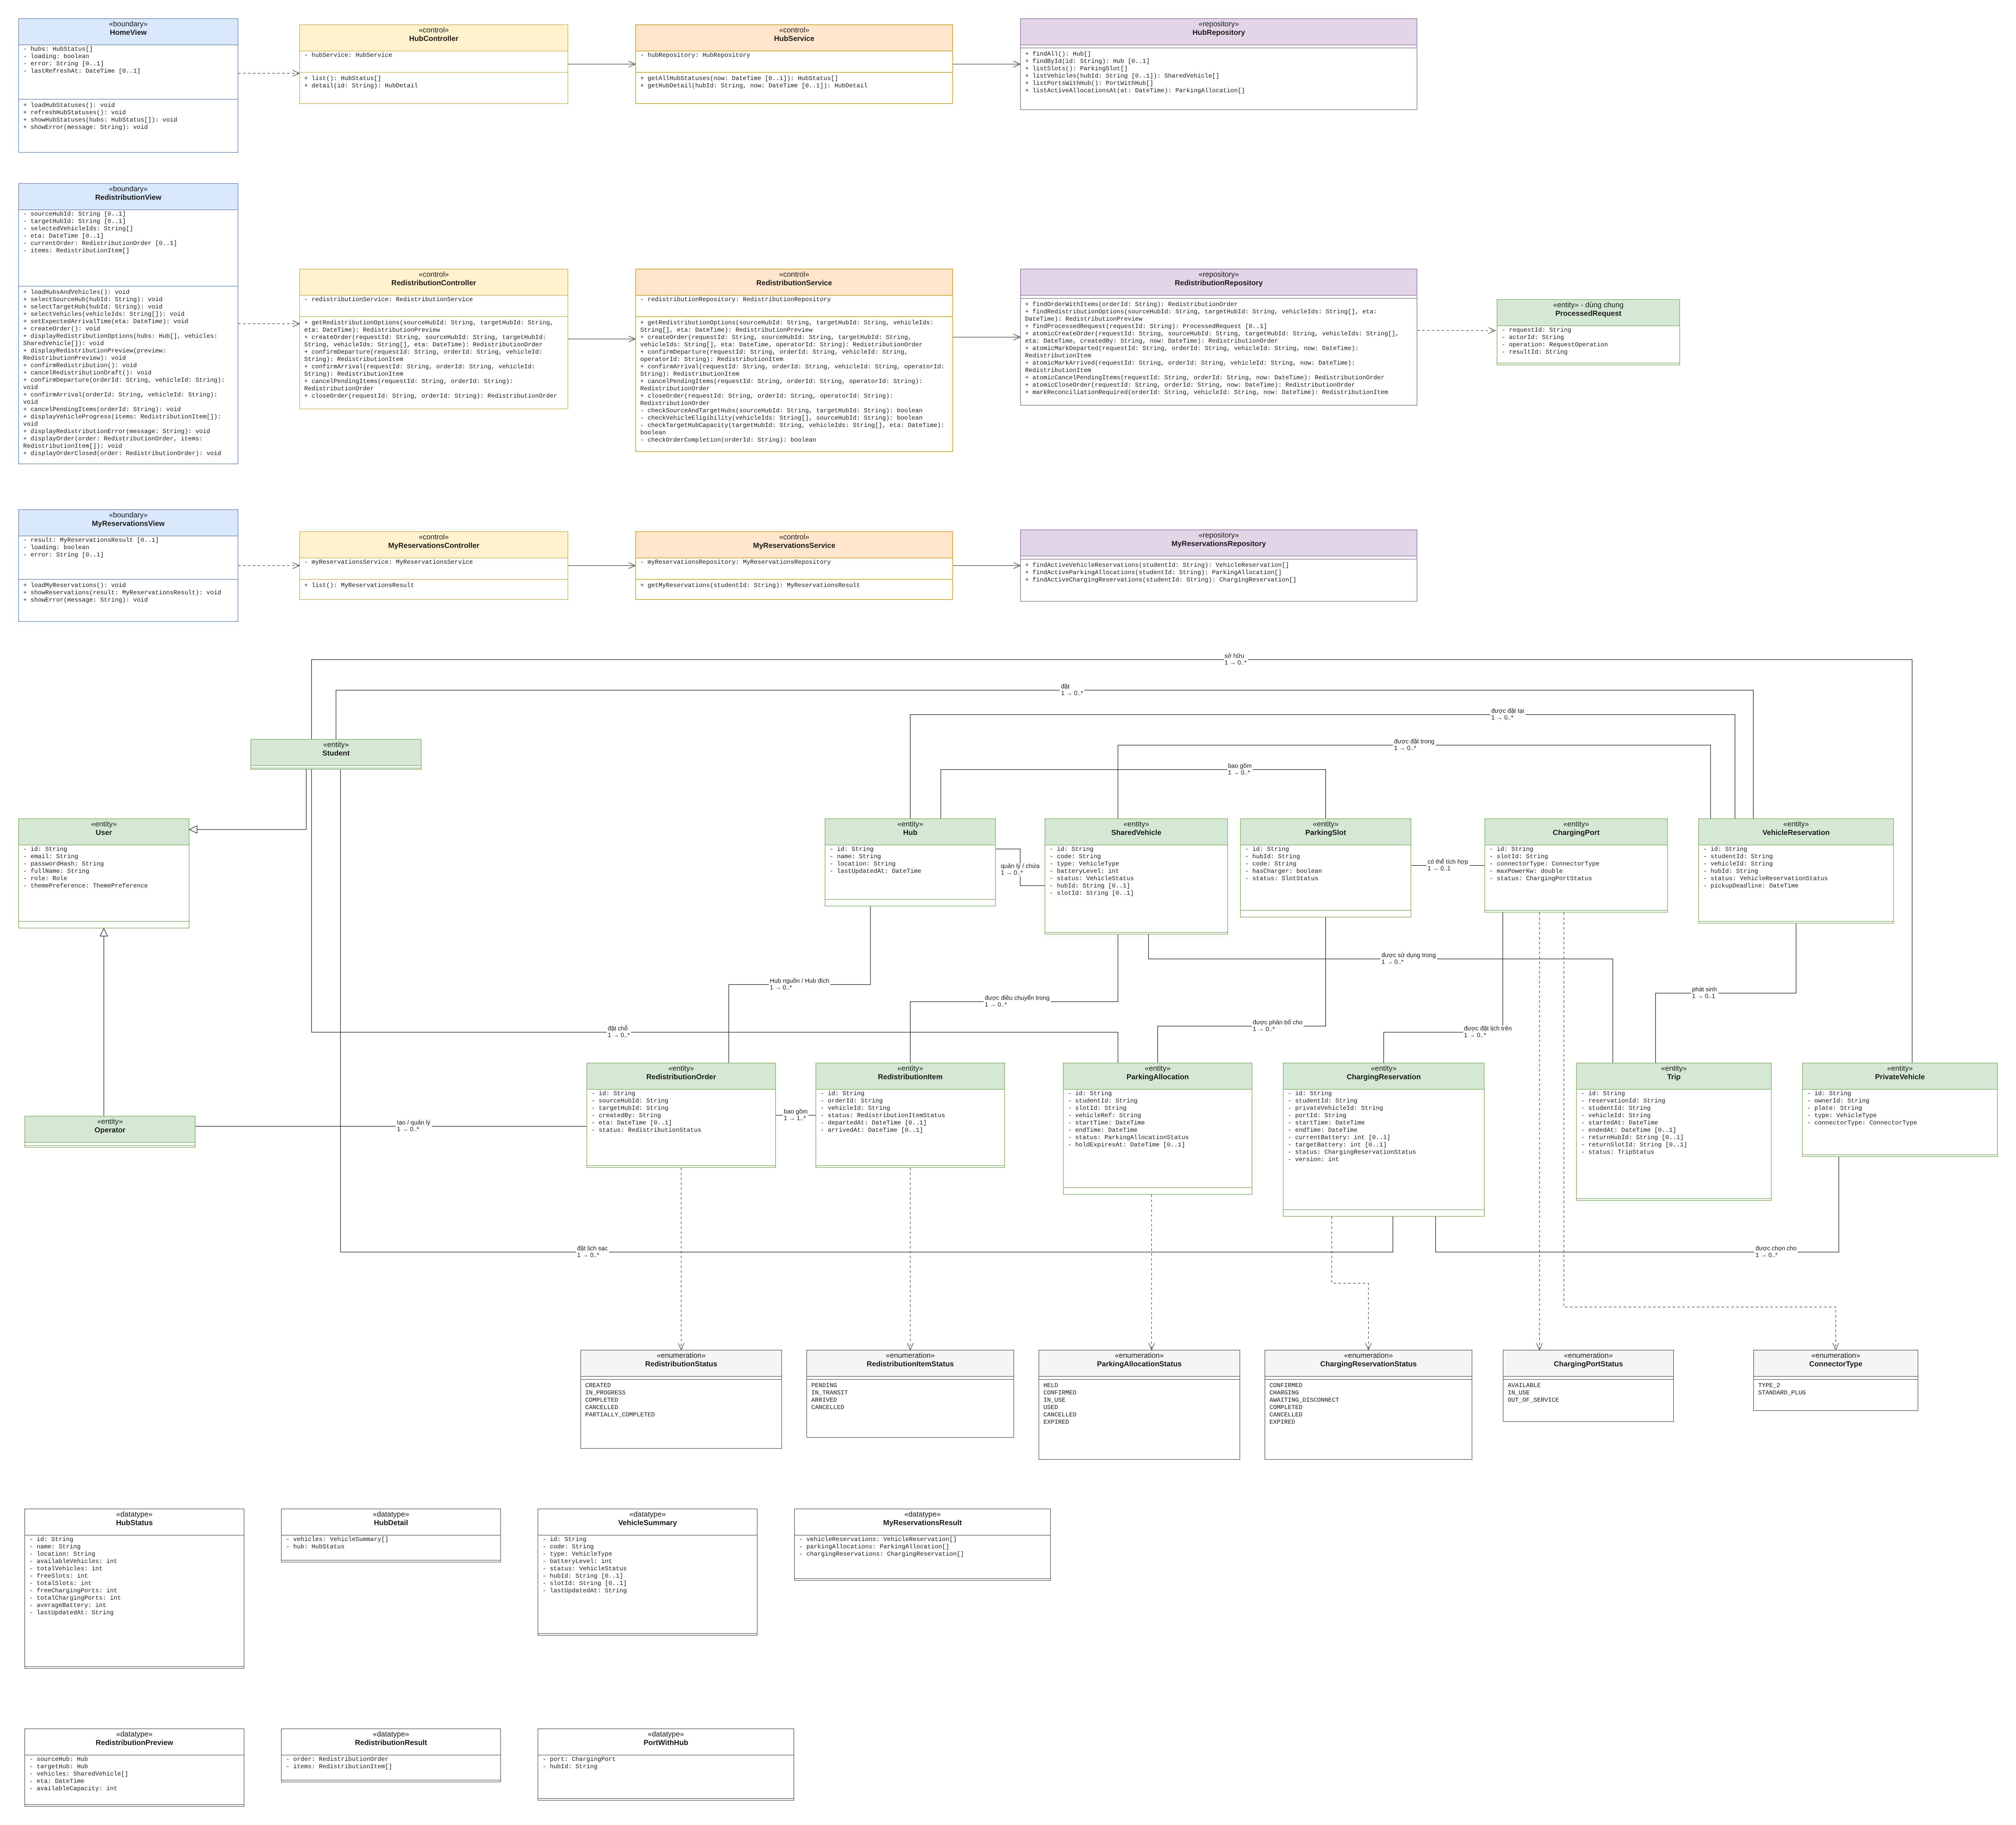 «boundary»
HomeView
- hubs: HubStatus[]
- loading: boolean
- error: String [0..1]
- lastRefreshAt: DateTime [0..1]
+ loadHubStatuses(): void
+ refreshHubStatuses(): void
+ showHubStatuses(hubs: HubStatus[]): void
+ showError(message: String): void
«control»
HubController
- hubService: HubService
+ list(): HubStatus[]
+ detail(id: String): HubDetail
«control»
HubService
- hubRepository: HubRepository
+ getAllHubStatuses(now: DateTime [0..1]): HubStatus[]
+ getHubDetail(hubId: String, now: DateTime [0..1]): HubDetail
«repository»
HubRepository
+ findAll(): Hub[]
+ findById(id: String): Hub [0..1]
+ listSlots(): ParkingSlot[]
+ listVehicles(hubId: String [0..1]): SharedVehicle[]
+ listPortsWithHub(): PortWithHub[]
+ listActiveAllocationsAt(at: DateTime): ParkingAllocation[]
«boundary»
RedistributionView
- sourceHubId: String [0..1]
- targetHubId: String [0..1]
- selectedVehicleIds: String[]
- eta: DateTime [0..1]
- currentOrder: RedistributionOrder [0..1]
- items: RedistributionItem[]
+ loadHubsAndVehicles(): void
+ selectSourceHub(hubId: String): void
+ selectTargetHub(hubId: String): void
+ selectVehicles(vehicleIds: String[]): void
+ setExpectedArrivalTime(eta: DateTime): void
+ createOrder(): void
+ displayRedistributionOptions(hubs: Hub[], vehicles:
SharedVehicle[]): void
+ displayRedistributionPreview(preview:
RedistributionPreview): void
+ confirmRedistribution(): void
+ cancelRedistributionDraft(): void
+ confirmDeparture(orderId: String, vehicleId: String):
void
+ confirmArrival(orderId: String, vehicleId: String):
void
+ cancelPendingItems(orderId: String): void
+ displayVehicleProgress(items: RedistributionItem[]):
void
+ displayRedistributionError(message: String): void
+ displayOrder(order: RedistributionOrder, items:
RedistributionItem[]): void
+ displayOrderClosed(order: RedistributionOrder): void
«control»
RedistributionController
- redistributionService: RedistributionService
+ getRedistributionOptions(sourceHubId: String, targetHubId: String,
eta: DateTime): RedistributionPreview
+ createOrder(requestId: String, sourceHubId: String, targetHubId:
String, vehicleIds: String[], eta: DateTime): RedistributionOrder
+ confirmDeparture(requestId: String, orderId: String, vehicleId:
String): RedistributionItem
+ confirmArrival(requestId: String, orderId: String, vehicleId:
String): RedistributionItem
+ cancelPendingItems(requestId: String, orderId: String):
RedistributionOrder
+ closeOrder(requestId: String, orderId: String): RedistributionOrder
«control»
RedistributionService
- redistributionRepository: RedistributionRepository
+ getRedistributionOptions(sourceHubId: String, targetHubId: String, vehicleIds:
String[], eta: DateTime): RedistributionPreview
+ createOrder(requestId: String, sourceHubId: String, targetHubId: String,
vehicleIds: String[], eta: DateTime, operatorId: String): RedistributionOrder
+ confirmDeparture(requestId: String, orderId: String, vehicleId: String,
operatorId: String): RedistributionItem
+ confirmArrival(requestId: String, orderId: String, vehicleId: String, operatorId:
String): RedistributionItem
+ cancelPendingItems(requestId: String, orderId: String, operatorId: String):
RedistributionOrder
+ closeOrder(requestId: String, orderId: String, operatorId: String):
RedistributionOrder
- checkSourceAndTargetHubs(sourceHubId: String, targetHubId: String): boolean
- checkVehicleEligibility(vehicleIds: String[], sourceHubId: String): boolean
- checkTargetHubCapacity(targetHubId: String, vehicleIds: String[], eta: DateTime):
boolean
- checkOrderCompletion(orderId: String): boolean
«repository»
RedistributionRepository
+ findOrderWithItems(orderId: String): RedistributionOrder
+ findRedistributionOptions(sourceHubId: String, targetHubId: String, vehicleIds: String[], eta:
DateTime): RedistributionPreview
+ findProcessedRequest(requestId: String): ProcessedRequest [0..1]
+ atomicCreateOrder(requestId: String, sourceHubId: String, targetHubId: String, vehicleIds: String[],
eta: DateTime, createdBy: String, now: DateTime): RedistributionOrder
+ atomicMarkDeparted(requestId: String, orderId: String, vehicleId: String, now: DateTime):
RedistributionItem
+ atomicMarkArrived(requestId: String, orderId: String, vehicleId: String, now: DateTime):
RedistributionItem
+ atomicCancelPendingItems(requestId: String, orderId: String, now: DateTime): RedistributionOrder
+ atomicCloseOrder(requestId: String, orderId: String, now: DateTime): RedistributionOrder
+ markReconciliationRequired(orderId: String, vehicleId: String, now: DateTime): RedistributionItem
«entity» - dùng chung
ProcessedRequest
- requestId: String
- actorId: String
- operation: RequestOperation
- resultId: String
«boundary»
MyReservationsView
- result: MyReservationsResult [0..1]
- loading: boolean
- error: String [0..1]
+ loadMyReservations(): void
+ showReservations(result: MyReservationsResult): void
+ showError(message: String): void
«control»
MyReservationsController
- myReservationsService: MyReservationsService
+ list(): MyReservationsResult
«control»
MyReservationsService
- myReservationsRepository: MyReservationsRepository
+ getMyReservations(studentId: String): MyReservationsResult
«repository»
MyReservationsRepository
+ findActiveVehicleReservations(studentId: String): VehicleReservation[]
+ findActiveParkingAllocations(studentId: String): ParkingAllocation[]
+ findActiveChargingReservations(studentId: String): ChargingReservation[]
sở hữu
1 → 0..*
đặt
1 → 0..*
được đặt tại
1 → 0..*
được đặt trong
1 → 0..*
bao gồm
1 → 0..*
«entity»
Student
«entity»
User
- id: String
- email: String
- passwordHash: String
- fullName: String
- role: Role
- themePreference: ThemePreference
«entity»
Hub
- id: String
- name: String
- location: String
- lastUpdatedAt: DateTime
quản lý / chứa
1 → 0..*
«entity»
SharedVehicle
- id: String
- code: String
- type: VehicleType
- batteryLevel: int
- status: VehicleStatus
- hubId: String [0..1]
- slotId: String [0..1]
«entity»
ParkingSlot
- id: String
- hubId: String
- code: String
- hasCharger: boolean
- status: SlotStatus
có thể tích hợp
1 → 0..1
«entity»
ChargingPort
- id: String
- slotId: String
- connectorType: ConnectorType
- maxPowerKw: double
- status: ChargingPortStatus
«entity»
VehicleReservation
- id: String
- studentId: String
- vehicleId: String
- hubId: String
- status: VehicleReservationStatus
- pickupDeadline: DateTime
được sử dụng trong
1 → 0..*
Hub nguồn / Hub đích
1 → 0..*
được điều chuyển trong
1 → 0..*
phát sinh
1 → 0..1
đặt chỗ
1 → 0..*
được phân bổ cho
1 → 0..*
được đặt lịch trên
1 → 0..*
«entity»
Operator
tạo / quản lý
1 → 0..*
«entity»
RedistributionOrder
- id: String
- sourceHubId: String
- targetHubId: String
- createdBy: String
- eta: DateTime [0..1]
- status: RedistributionStatus
bao gồm
1 → 1..*
«entity»
RedistributionItem
- id: String
- orderId: String
- vehicleId: String
- status: RedistributionItemStatus
- departedAt: DateTime [0..1]
- arrivedAt: DateTime [0..1]
«entity»
ParkingAllocation
- id: String
- studentId: String
- slotId: String
- vehicleRef: String
- startTime: DateTime
- endTime: DateTime
- status: ParkingAllocationStatus
- holdExpiresAt: DateTime [0..1]
«entity»
ChargingReservation
- id: String
- studentId: String
- privateVehicleId: String
- portId: String
- startTime: DateTime
- endTime: DateTime
- currentBattery: int [0..1]
- targetBattery: int [0..1]
- status: ChargingReservationStatus
- version: int
«entity»
Trip
- id: String
- reservationId: String
- studentId: String
- vehicleId: String
- startedAt: DateTime
- endedAt: DateTime [0..1]
- returnHubId: String [0..1]
- returnSlotId: String [0..1]
- status: TripStatus
«entity»
PrivateVehicle
- id: String
- ownerId: String
- plate: String
- type: VehicleType
- connectorType: ConnectorType
đặt lịch sạc
1 → 0..*
được chọn cho
1 → 0..*
«enumeration»
RedistributionStatus
CREATED
IN_PROGRESS
COMPLETED
CANCELLED
PARTIALLY_COMPLETED
«enumeration»
RedistributionItemStatus
PENDING
IN_TRANSIT
ARRIVED
CANCELLED
«enumeration»
ParkingAllocationStatus
HELD
CONFIRMED
IN_USE
USED
CANCELLED
EXPIRED
«enumeration»
ChargingReservationStatus
CONFIRMED
CHARGING
AWAITING_DISCONNECT
COMPLETED
CANCELLED
EXPIRED
«enumeration»
ChargingPortStatus
AVAILABLE
IN_USE
OUT_OF_SERVICE
«enumeration»
ConnectorType
TYPE_2
STANDARD_PLUG
«datatype»
HubStatus
- id: String
- name: String
- location: String
- availableVehicles: int
- totalVehicles: int
- freeSlots: int
- totalSlots: int
- freeChargingPorts: int
- totalChargingPorts: int
- averageBattery: int
- lastUpdatedAt: String
«datatype»
HubDetail
- vehicles: VehicleSummary[]
- hub: HubStatus
«datatype»
VehicleSummary
- id: String
- code: String
- type: VehicleType
- batteryLevel: int
- status: VehicleStatus
- hubId: String [0..1]
- slotId: String [0..1]
- lastUpdatedAt: String
«datatype»
MyReservationsResult
- vehicleReservations: VehicleReservation[]
- parkingAllocations: ParkingAllocation[]
- chargingReservations: ChargingReservation[]
«datatype»
RedistributionPreview
- sourceHub: Hub
- targetHub: Hub
- vehicles: SharedVehicle[]
- eta: DateTime
- availableCapacity: int
«datatype»
RedistributionResult
- order: RedistributionOrder
- items: RedistributionItem[]
«datatype»
PortWithHub
- port: ChargingPort
- hubId: String